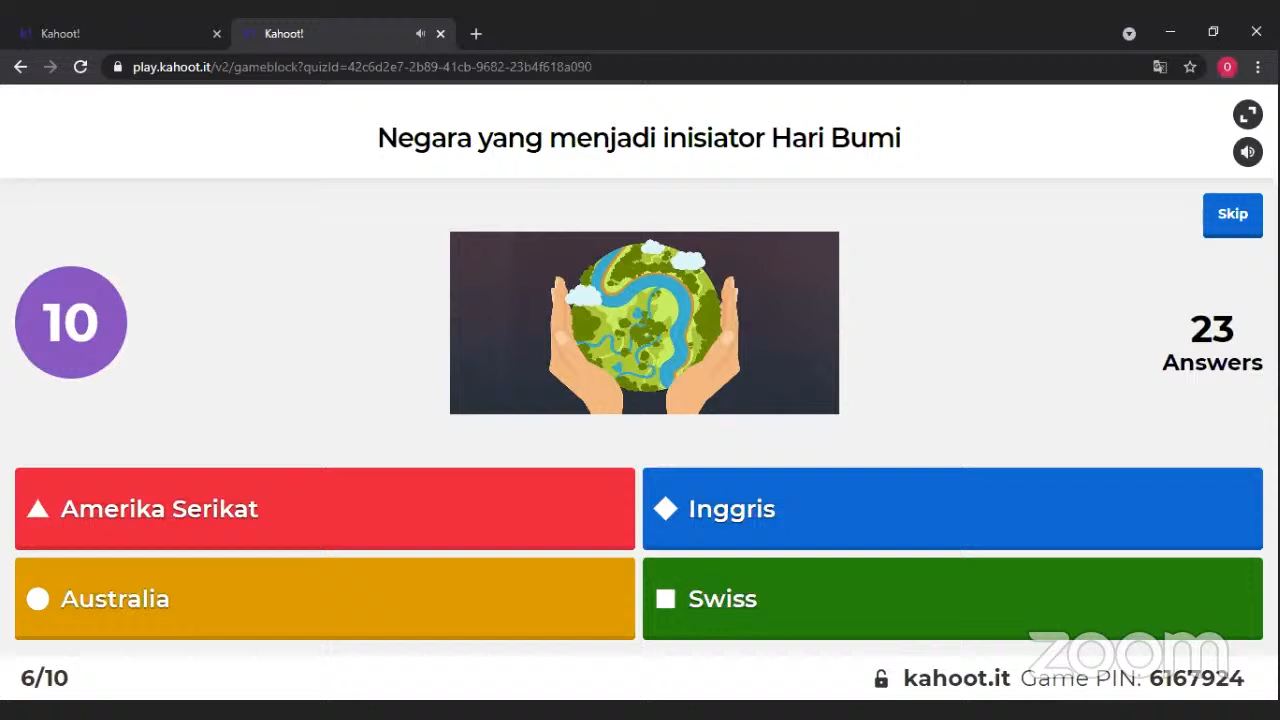 Kahoot!
Kahoot!
play.kahoot.it/v2/gameblock?quizId=42c6d2e7-2b89-41cb-9682-23b4f618a090
O
Negara yang menjadi inisiator Hari Bumi
Skip
10
23
Answers
Amerika Serikat
Inggris
Australia
Swiss
zoom
6/10
kahoot.it Game PIN: 6167924